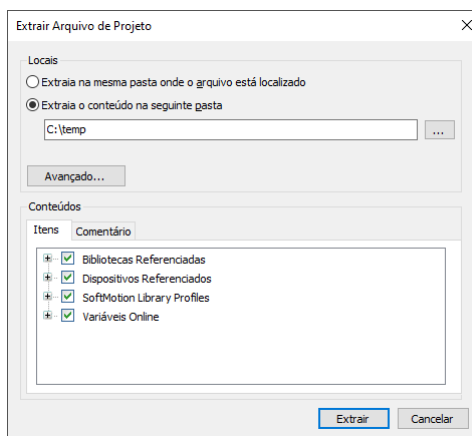 Extrair Arquivo de Projeto
Locais
Extraia na mesma pasta onde o arquivo está localizado
Extraia o conteúdo na seguinte pasta
C:\temp
...
Avançado...
Conteúdos
Itens Comentário
Bibliotecas Referenciadas
Dispositivos Referenciados
SoftMotion Library Profiles
Variáveis Online
Extrair Cancelar